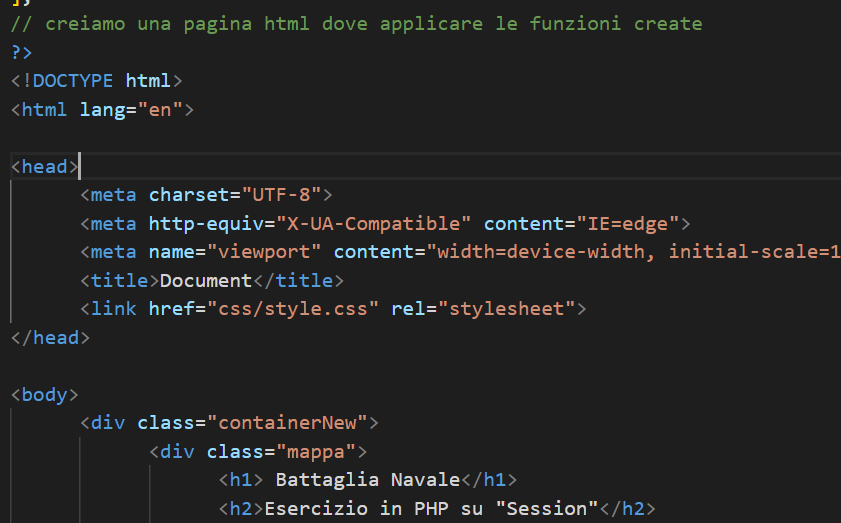 ];
// creiamo una pagina html dove applicare le funzioni create
?>
<!DOCTYPE html>
<html lang="en">
<head>
<meta charset="UTF-8">
<meta http-equiv="X-UA-Compatible" content="IE=edge">
<meta name="viewport" content="width=device-width, initial-scale=1
<title>Document</title>
<link href="css/style.css" rel="stylesheet">
</head>
<body>
<div class="containerNew">
<div class="mappa">
<h1> Battaglia Navale</h1>
<h2>Esercizio in PHP su "Session"</h2>